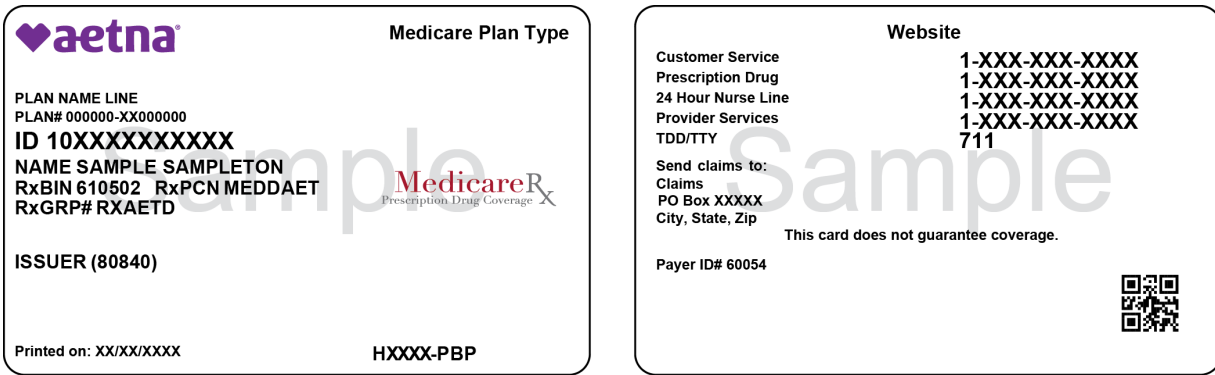 aetna®
Medicare Plan Type
PLAN NAME LINE
PLAN# 000000-XX000000
ID 10XXXXXXXXXX
NAME SAMPLE SAMPLETON
RxBIN 610502 RxPCN MEDDAET
RxGRP# RXAETD
MedicareRx
Prescription Drug Coverage
Sample
ISSUER (80840)
Printed on: XX/XX/XXXX
HXXXX-PBP
Website
Customer Service 1-XXX-XXX-XXXX
Prescription Drug 1-XXX-XXX-XXXX
24 Hour Nurse Line 1-XXX-XXX-XXXX
Provider Services 1-XXX-XXX-XXXX
TDD/TTY 711
Sample
Send claims to:
Claims
PO Box XXXXX
City, State, Zip
This card does not guarantee coverage.
Payer ID# 60054